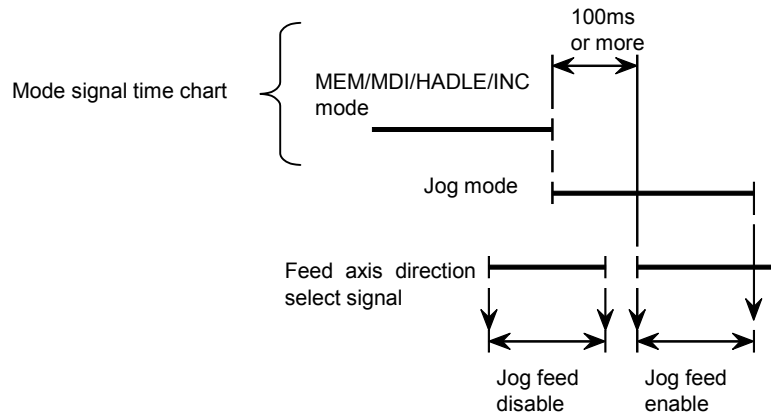 100ms
or more
Mode signal time chart
MEM/MDI/HADLE/INC
mode
Jog mode
Feed axis direction
select signal
Jog feed
disable
Jog feed
enable